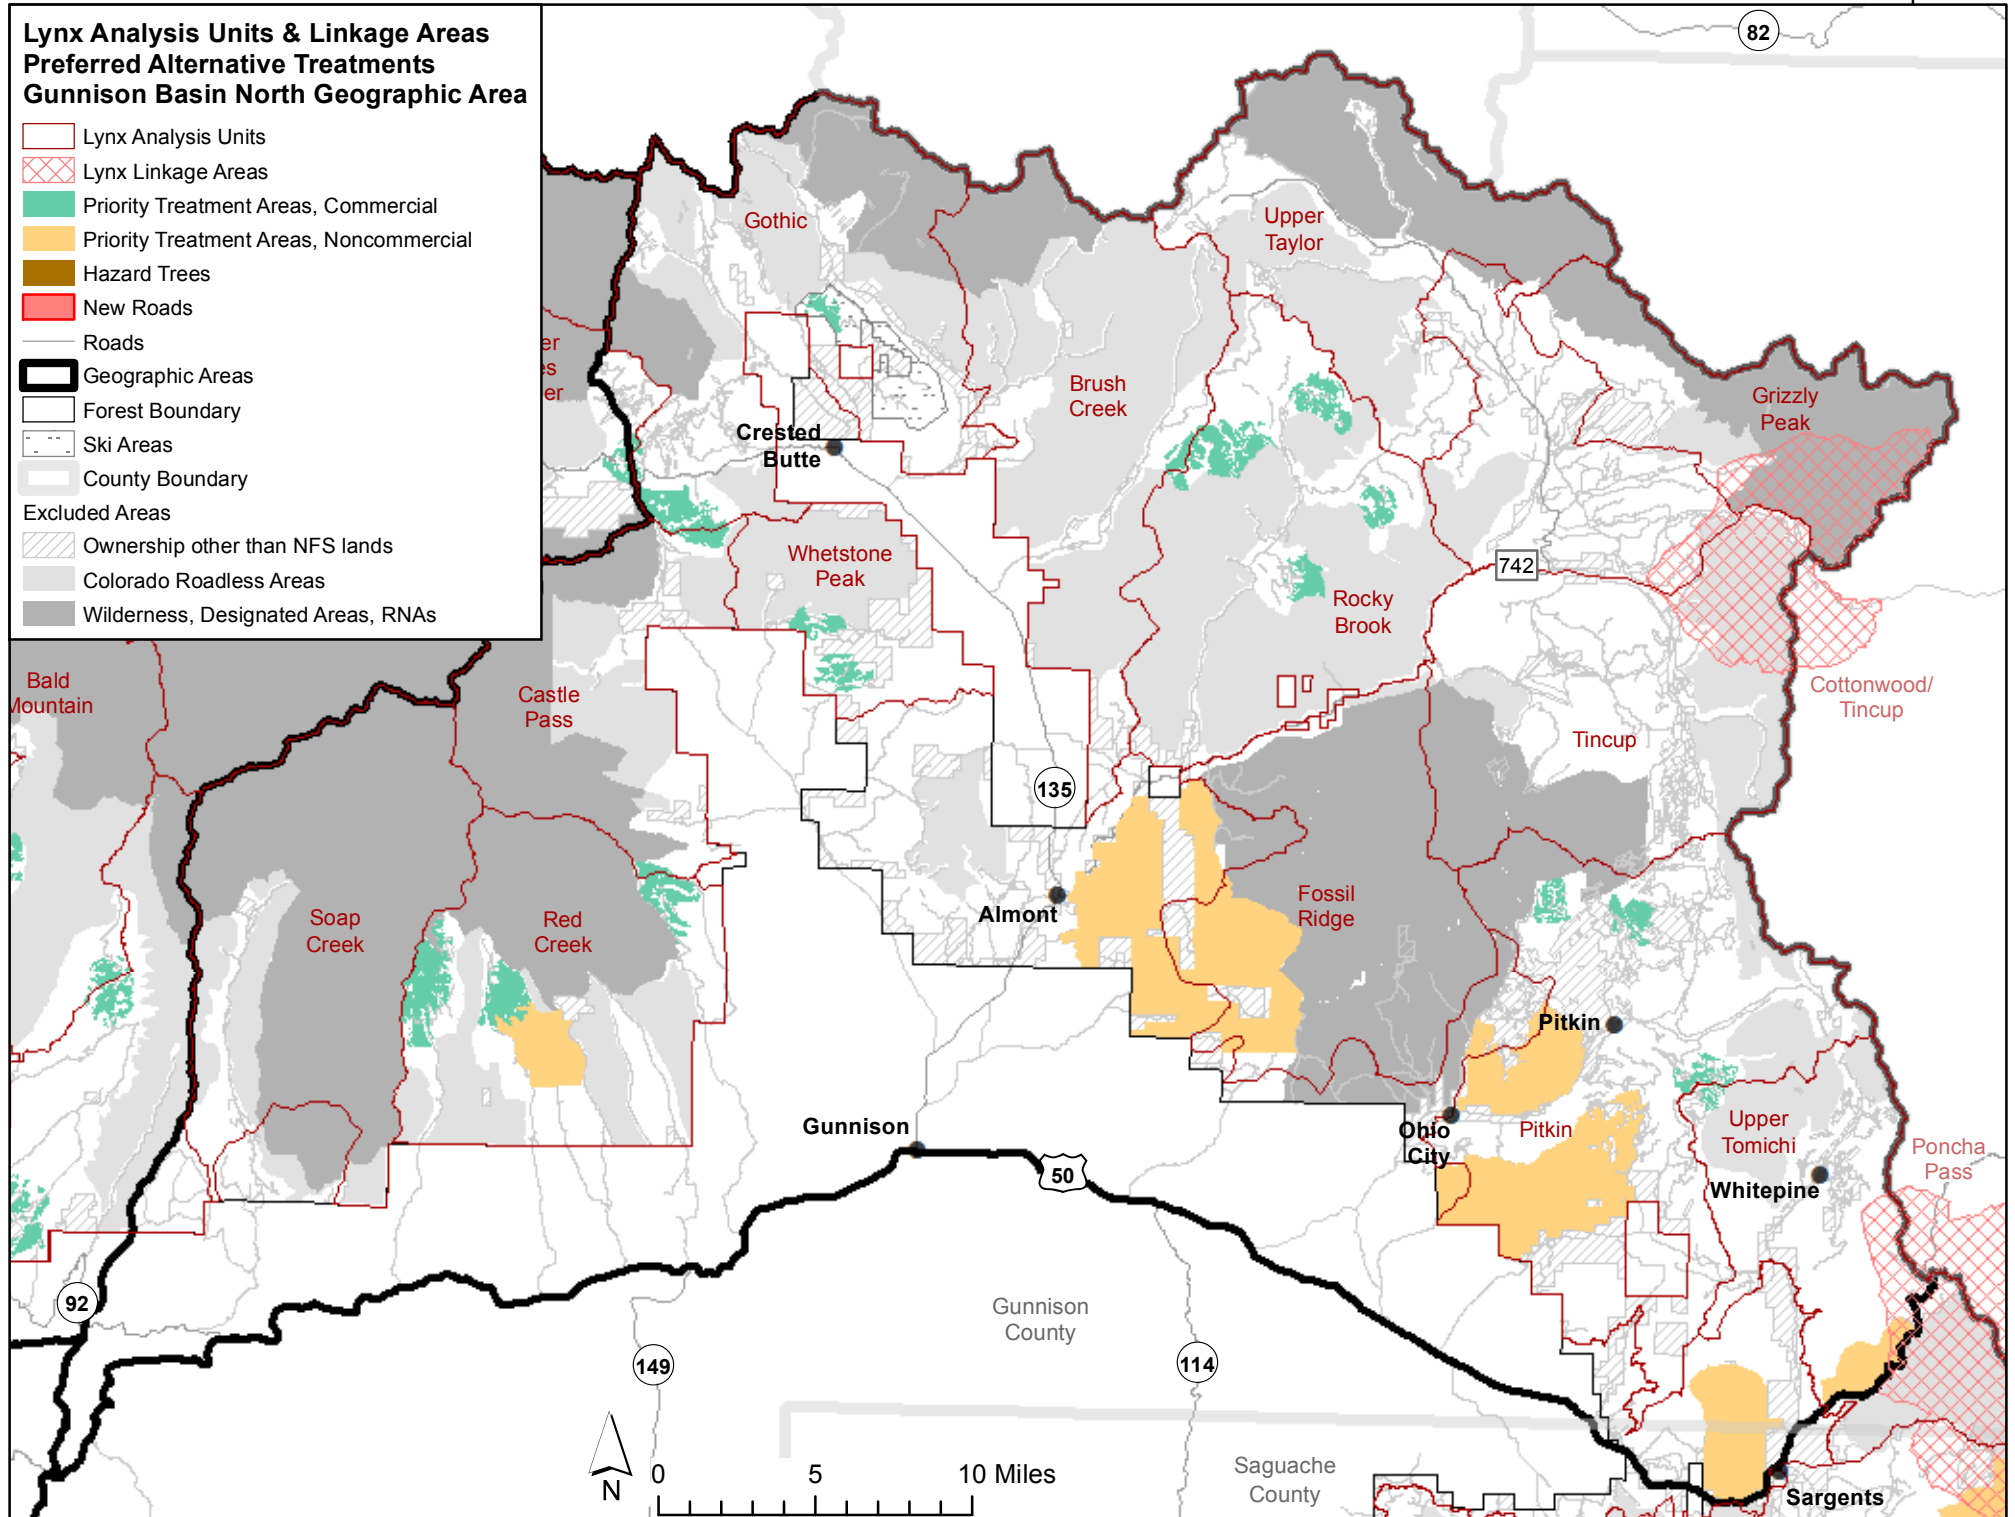 Lynx Analysis Units & Linkage Areas
Preferred Alternative Treatments
Gunnison Basin North Geographic Area
Lynx Analysis Units
Lynx Linkage Areas
Priority Treatment Areas, Commercial
Priority Treatment Areas, Noncommercial
Hazard Trees
New Roads
Roads
Geographic Areas
Forest Boundary
Ski Areas
County Boundary
Excluded Areas
Ownership other than NFS lands
Colorado Roadless Areas
Wilderness, Designated Areas, RNAs
82
Gothic
Upper
Taylor
er
es
er
Brush
Creek
Grizzly
Peak
Crested
Butte
Whetstone
Peak
742
Rocky
Brook
Bald
Mountain
Castle
Pass
Cottonwood/
Tincup
Tincup
135
Soap
Creek
Red
Creek
Almont
Fossil
Ridge
Pitkin
Gunnison
Ohio
City
Pitkin
Upper
Tomichi
Poncha
Pass
50
Whitepine
92
Gunnison
County
149
114
0 5 10 Miles
N
Saguache
County
Sargents